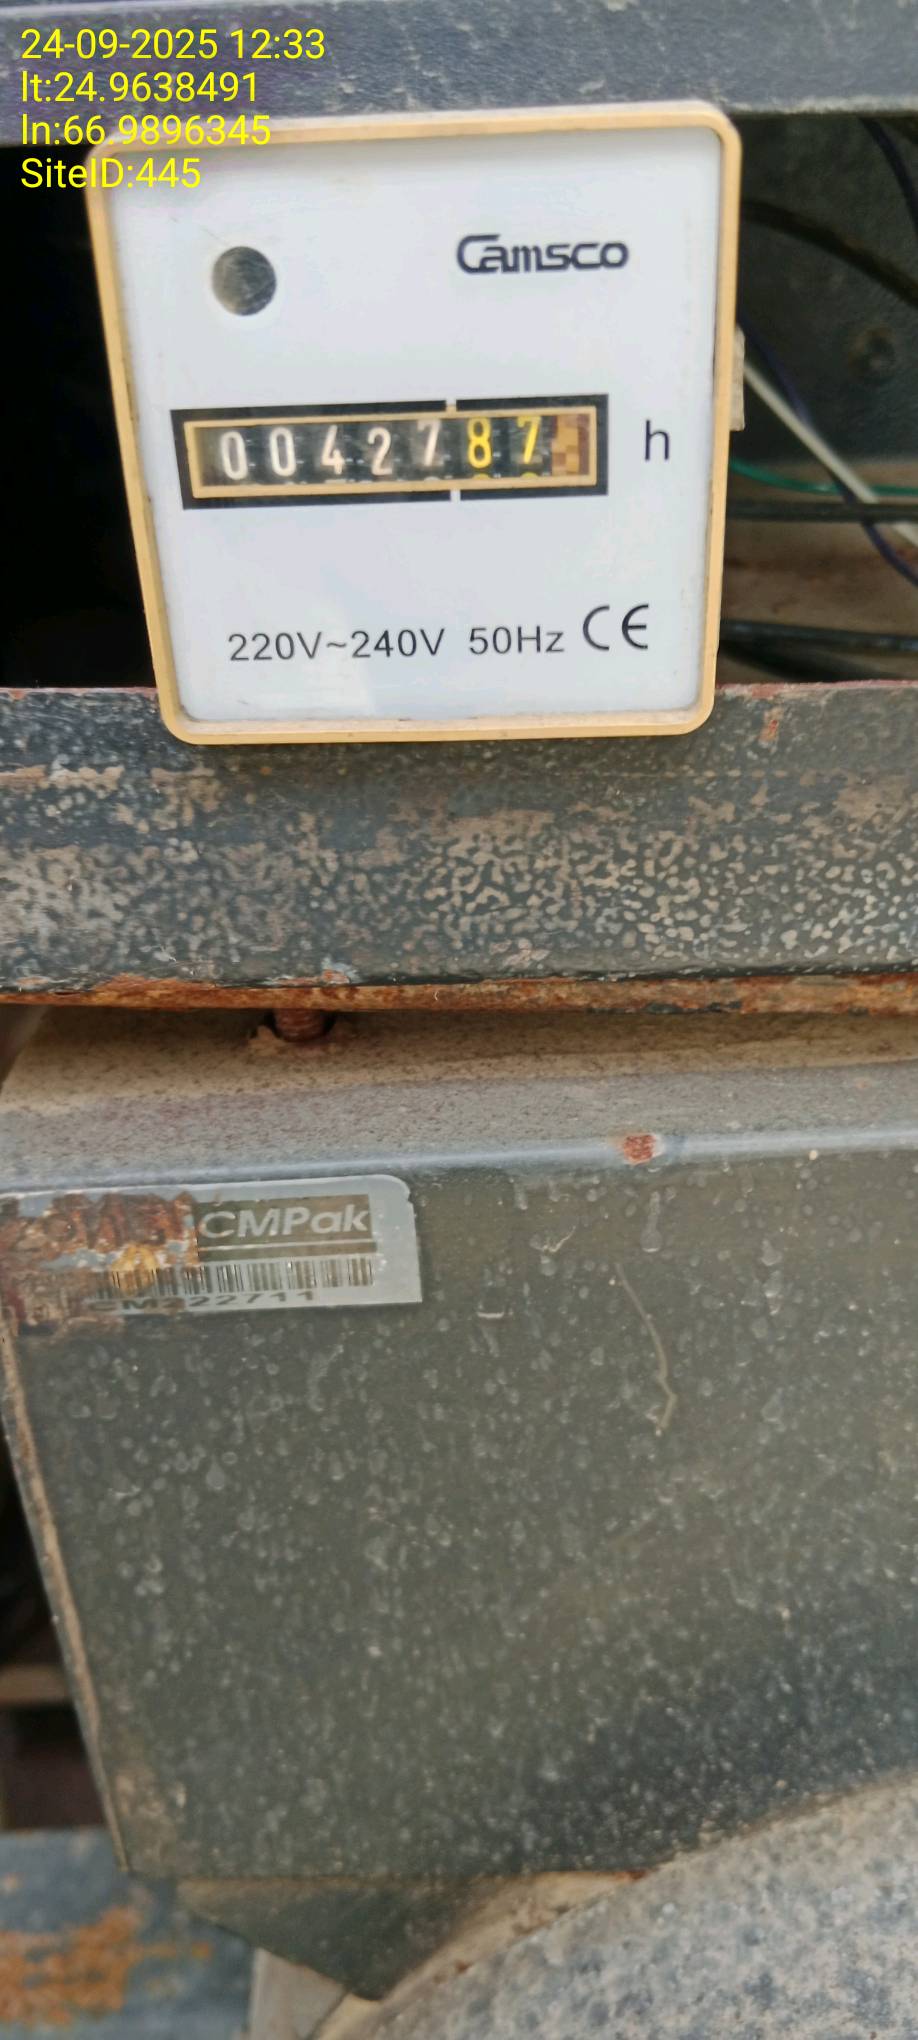 24-09-2025 12:33
lt:24.9638491
ln:66.9896345
SiteID:445
Camsco
0042787 h
220V~240V 50Hz CE
CMPak
CM322711